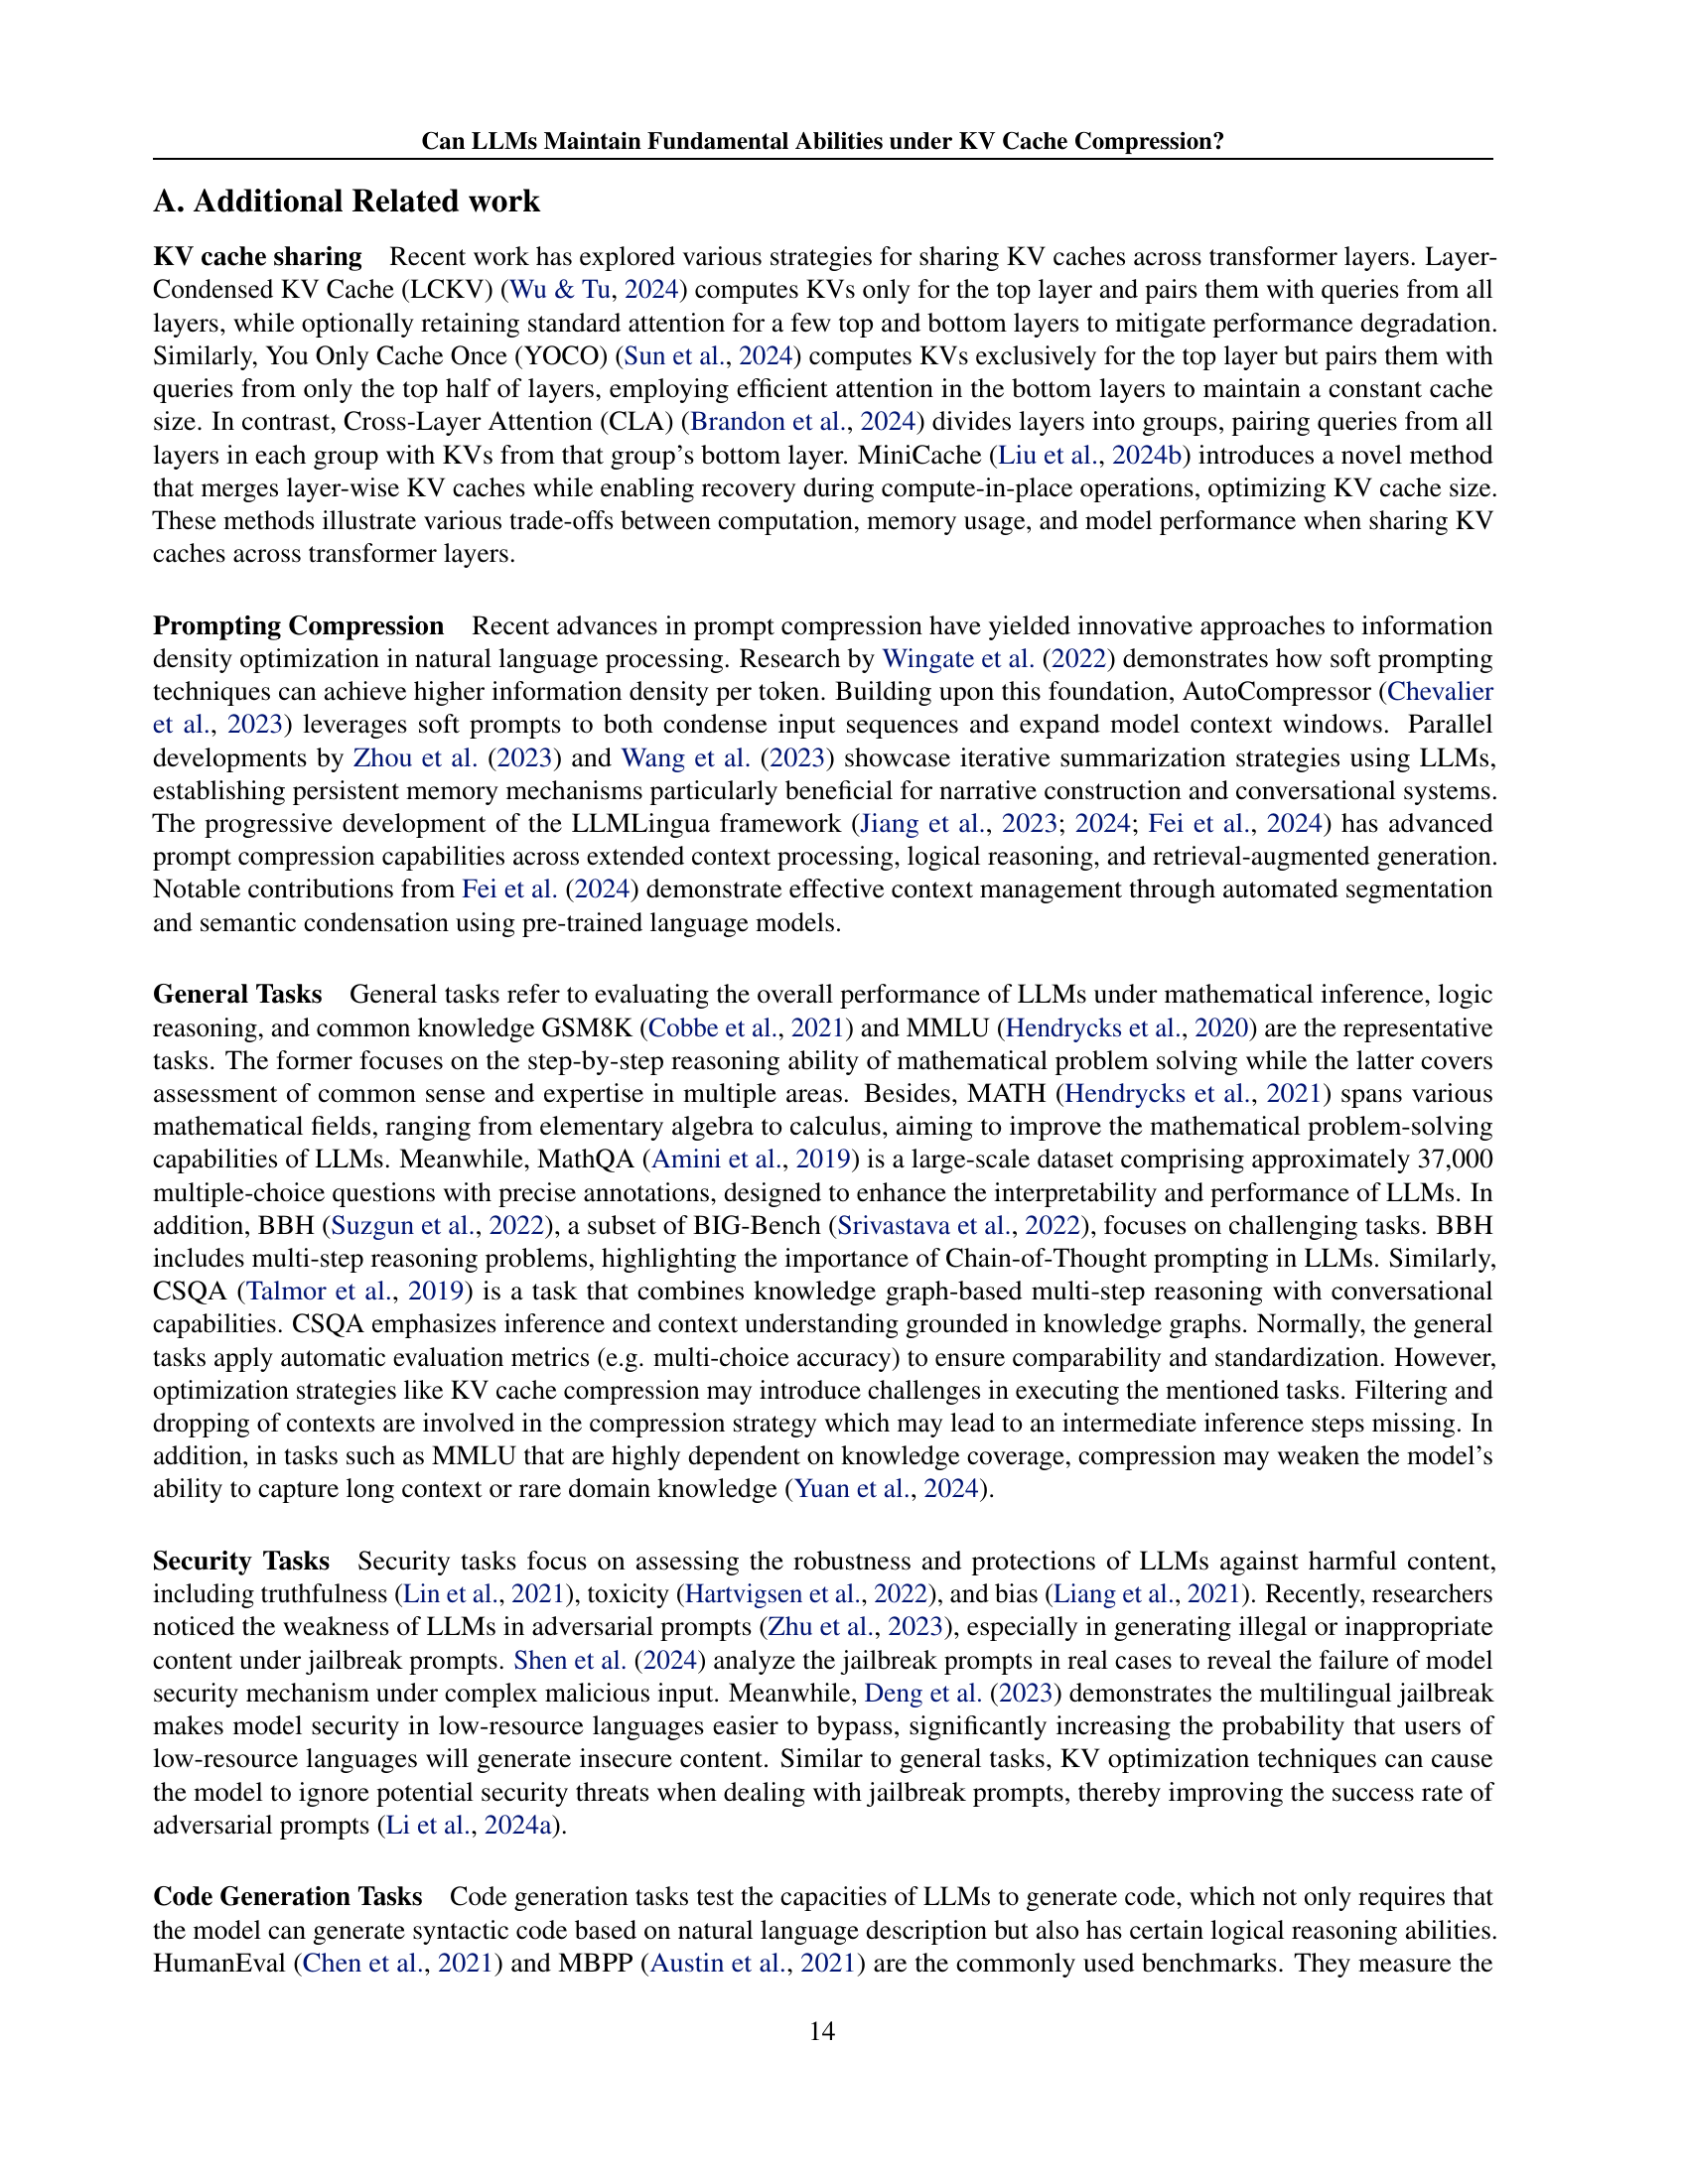 Can LLMs Maintain Fundamental Abilities under KV Cache Compression?
A. Additional Related work
KV cache sharing Recent work has explored various strategies for sharing KV caches across transformer layers. Layer-
Condensed KV Cache (LCKV) (Wu & Tu, 2024) computes KVs only for the top layer and pairs them with queries from all
layers, while optionally retaining standard attention for a few top and bottom layers to mitigate performance degradation.
Similarly, You Only Cache Once (YOCO) (Sun et al., 2024) computes KVs exclusively for the top layer but pairs them with
queries from only the top half of layers, employing efficient attention in the bottom layers to maintain a constant cache
size. In contrast, Cross-Layer Attention (CLA) (Brandon et al., 2024) divides layers into groups, pairing queries from all
layers in each group with KVs from that group's bottom layer. MiniCache (Liu et al., 2024b) introduces a novel method
that merges layer-wise KV caches while enabling recovery during compute-in-place operations, optimizing KV cache size.
These methods illustrate various trade-offs between computation, memory usage, and model performance when sharing KV
caches across transformer layers.
Prompting Compression Recent advances in prompt compression have yielded innovative approaches to information
density optimization in natural language processing. Research by Wingate et al. (2022) demonstrates how soft prompting
techniques can achieve higher information density per token. Building upon this foundation, AutoCompressor (Chevalier
et al., 2023) leverages soft prompts to both condense input sequences and expand model context windows. Parallel
developments by Zhou et al. (2023) and Wang et al. (2023) showcase iterative summarization strategies using LLMs,
establishing persistent memory mechanisms particularly beneficial for narrative construction and conversational systems.
The progressive development of the LLMLingua framework (Jiang et al., 2023; 2024; Fei et al., 2024) has advanced
prompt compression capabilities across extended context processing, logical reasoning, and retrieval-augmented generation.
Notable contributions from Fei et al. (2024) demonstrate effective context management through automated segmentation
and semantic condensation using pre-trained language models.
General Tasks General tasks refer to evaluating the overall performance of LLMs under mathematical inference, logic
reasoning, and common knowledge GSM8K (Cobbe et al., 2021) and MMLU (Hendrycks et al., 2020) are the representative
tasks. The former focuses on the step-by-step reasoning ability of mathematical problem solving while the latter covers
assessment of common sense and expertise in multiple areas. Besides, MATH (Hendrycks et al., 2021) spans various
mathematical fields, ranging from elementary algebra to calculus, aiming to improve the mathematical problem-solving
capabilities of LLMs. Meanwhile, MathQA (Amini et al., 2019) is a large-scale dataset comprising approximately 37,000
multiple-choice questions with precise annotations, designed to enhance the interpretability and performance of LLMs. In
addition, BBH (Suzgun et al., 2022), a subset of BIG-Bench (Srivastava et al., 2022), focuses on challenging tasks. BBH
includes multi-step reasoning problems, highlighting the importance of Chain-of-Thought prompting in LLMs. Similarly,
CSQA (Talmor et al., 2019) is a task that combines knowledge graph-based multi-step reasoning with conversational
capabilities. CSQA emphasizes inference and context understanding grounded in knowledge graphs. Normally, the general
tasks apply automatic evaluation metrics (e.g. multi-choice accuracy) to ensure comparability and standardization. However,
optimization strategies like KV cache compression may introduce challenges in executing the mentioned tasks. Filtering and
dropping of contexts are involved in the compression strategy which may lead to an intermediate inference steps missing. In
addition, in tasks such as MMLU that are highly dependent on knowledge coverage, compression may weaken the model's
ability to capture long context or rare domain knowledge (Yuan et al., 2024).
Security Tasks Security tasks focus on assessing the robustness and protections of LLMs against harmful content,
including truthfulness (Lin et al., 2021), toxicity (Hartvigsen et al., 2022), and bias (Liang et al., 2021). Recently, researchers
noticed the weakness of LLMs in adversarial prompts (Zhu et al., 2023), especially in generating illegal or inappropriate
content under jailbreak prompts. Shen et al. (2024) analyze the jailbreak prompts in real cases to reveal the failure of model
security mechanism under complex malicious input. Meanwhile, Deng et al. (2023) demonstrates the multilingual jailbreak
makes model security in low-resource languages easier to bypass, significantly increasing the probability that users of
low-resource languages will generate insecure content. Similar to general tasks, KV optimization techniques can cause
the model to ignore potential security threats when dealing with jailbreak prompts, thereby improving the success rate of
adversarial prompts (Li et al., 2024a).
Code Generation Tasks Code generation tasks test the capacities of LLMs to generate code, which not only requires that
the model can generate syntactic code based on natural language description but also has certain logical reasoning abilities.
HumanEval (Chen et al., 2021) and MBPP (Austin et al., 2021) are the commonly used benchmarks. They measure the
14